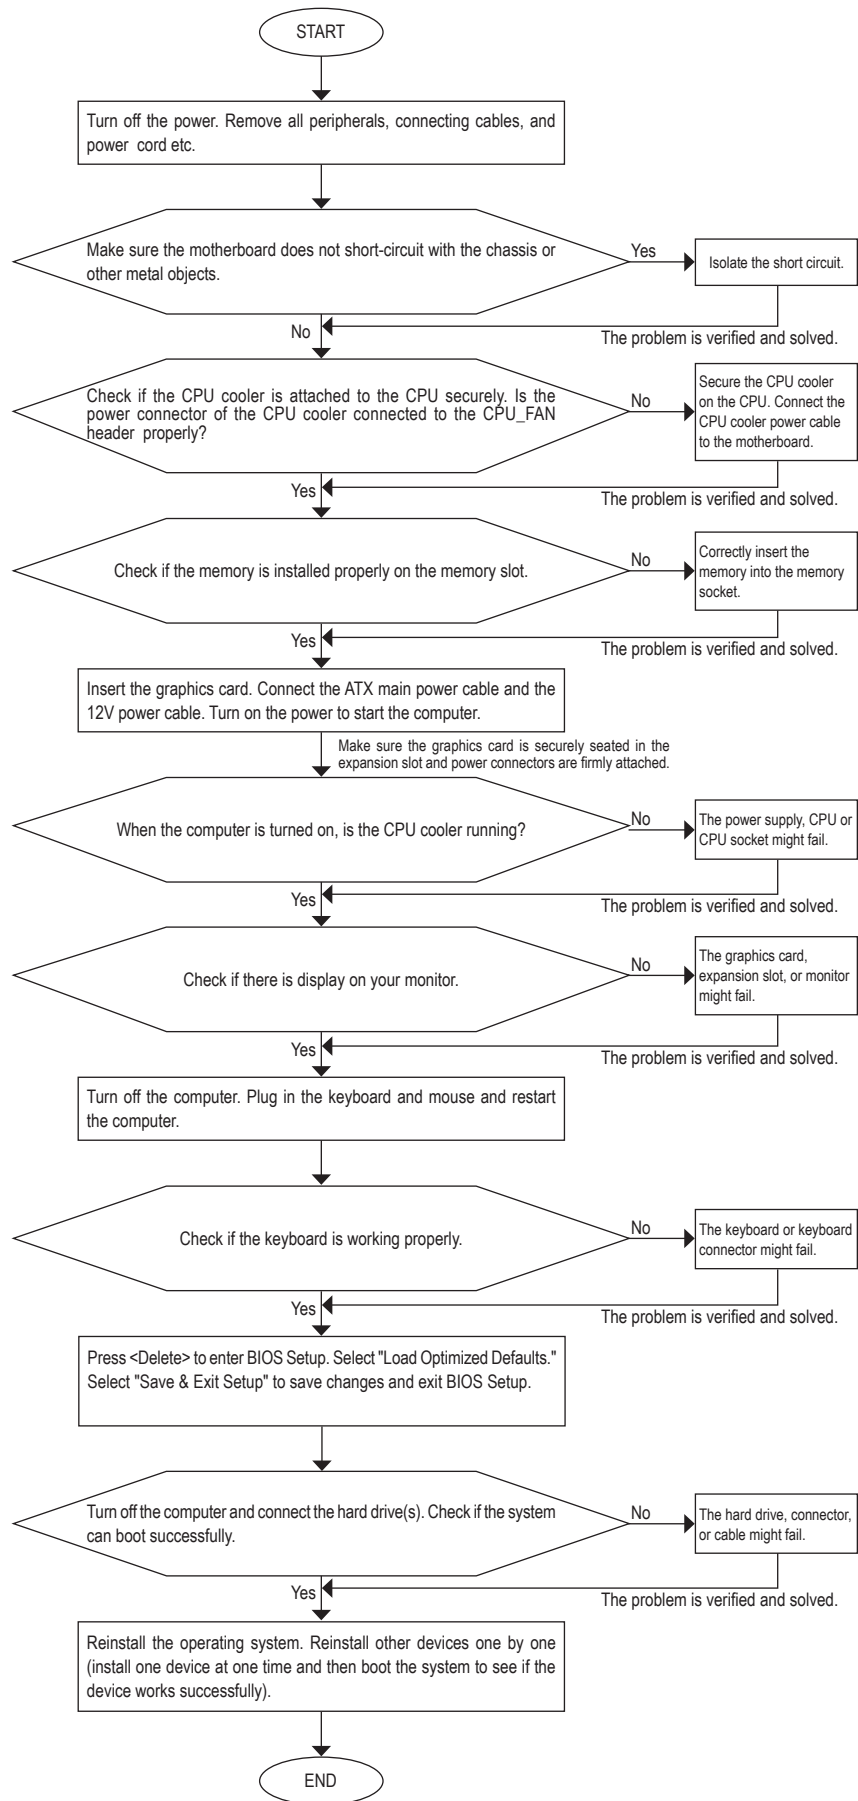 START
Turn off the power. Remove all peripherals, connecting cables, and
power cord etc.
Make sure the motherboard does not short-circuit with the chassis or
other metal objects.
Yes
Isolate the short circuit.
The problem is verified and solved.
No
Check if the CPU cooler is attached to the CPU securely. Is the
power connector of the CPU cooler connected to the CPU_FAN
header properly?
No
Secure the CPU cooler
on the CPU. Connect the
CPU cooler power cable
to the motherboard.
The problem is verified and solved.
Yes
Check if the memory is installed properly on the memory slot.
No
Correctly insert the
memory into the memory
socket.
The problem is verified and solved.
Yes
Insert the graphics card. Connect the ATX main power cable and the
12V power cable. Turn on the power to start the computer.
Make sure the graphics card is securely seated in the
expansion slot and power connectors are firmly attached.
When the computer is turned on, is the CPU cooler running?
No
The power supply, CPU or
CPU socket might fail.
The problem is verified and solved.
Yes
Check if there is display on your monitor.
No
The graphics card,
expansion slot, or monitor
might fail.
The problem is verified and solved.
Yes
Turn off the computer. Plug in the keyboard and mouse and restart
the computer.
Check if the keyboard is working properly.
No
The keyboard or keyboard
connector might fail.
The problem is verified and solved.
Yes
Press <Delete> to enter BIOS Setup. Select "Load Optimized Defaults."
Select "Save & Exit Setup" to save changes and exit BIOS Setup.
Turn off the computer and connect the hard drive(s). Check if the system
can boot successfully.
No
The hard drive, connector,
or cable might fail.
The problem is verified and solved.
Yes
Reinstall the operating system. Reinstall other devices one by one
(install one device at one time and then boot the system to see if the
device works successfully).
END